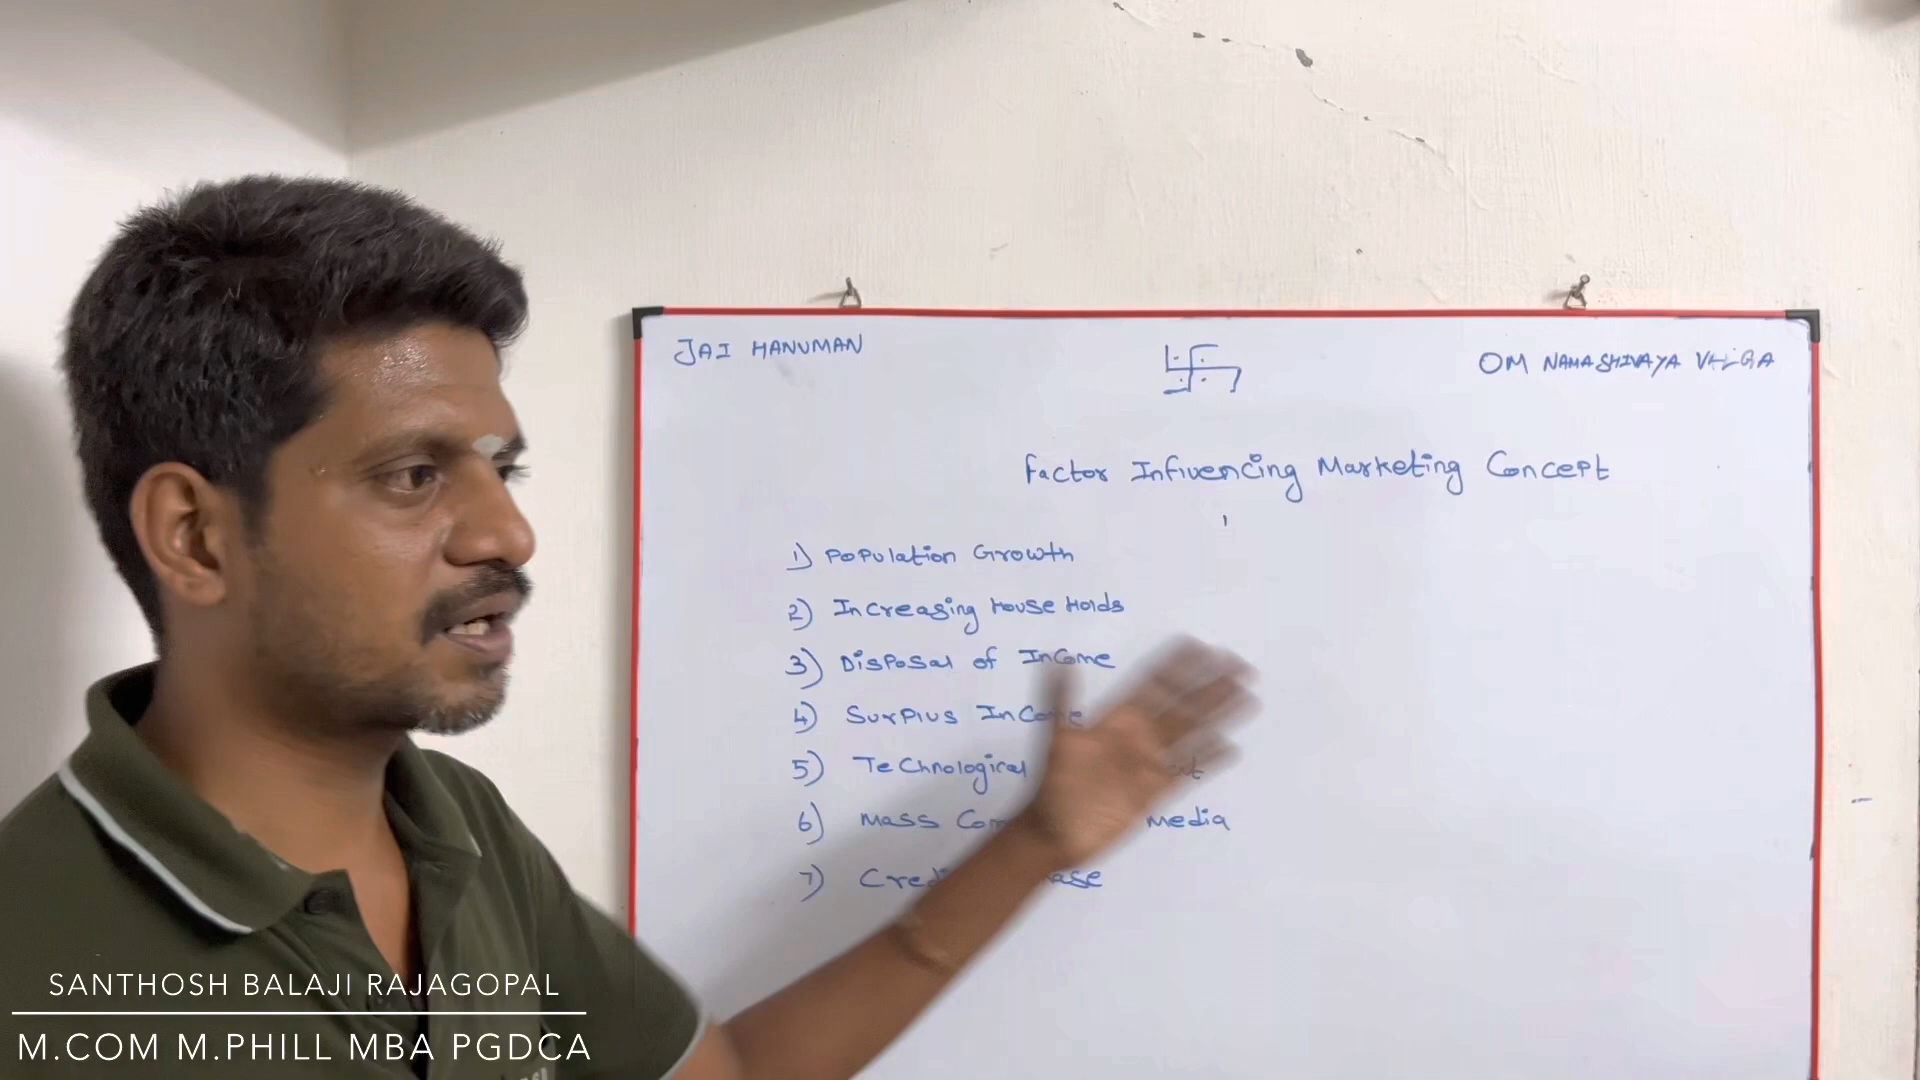 JAI HANUMAN
OM NAMASHIVAYA
Factor Influencing Marketing Concept
1) Population Growth
2) Increasing House Holds
3) Disposal of Income
4) Surplus Income
5) Technological
6) Mass media
7)
SANTHOSH BALAJI RAJAGOPAL
M.COM M.PHILL MBA PGDCA